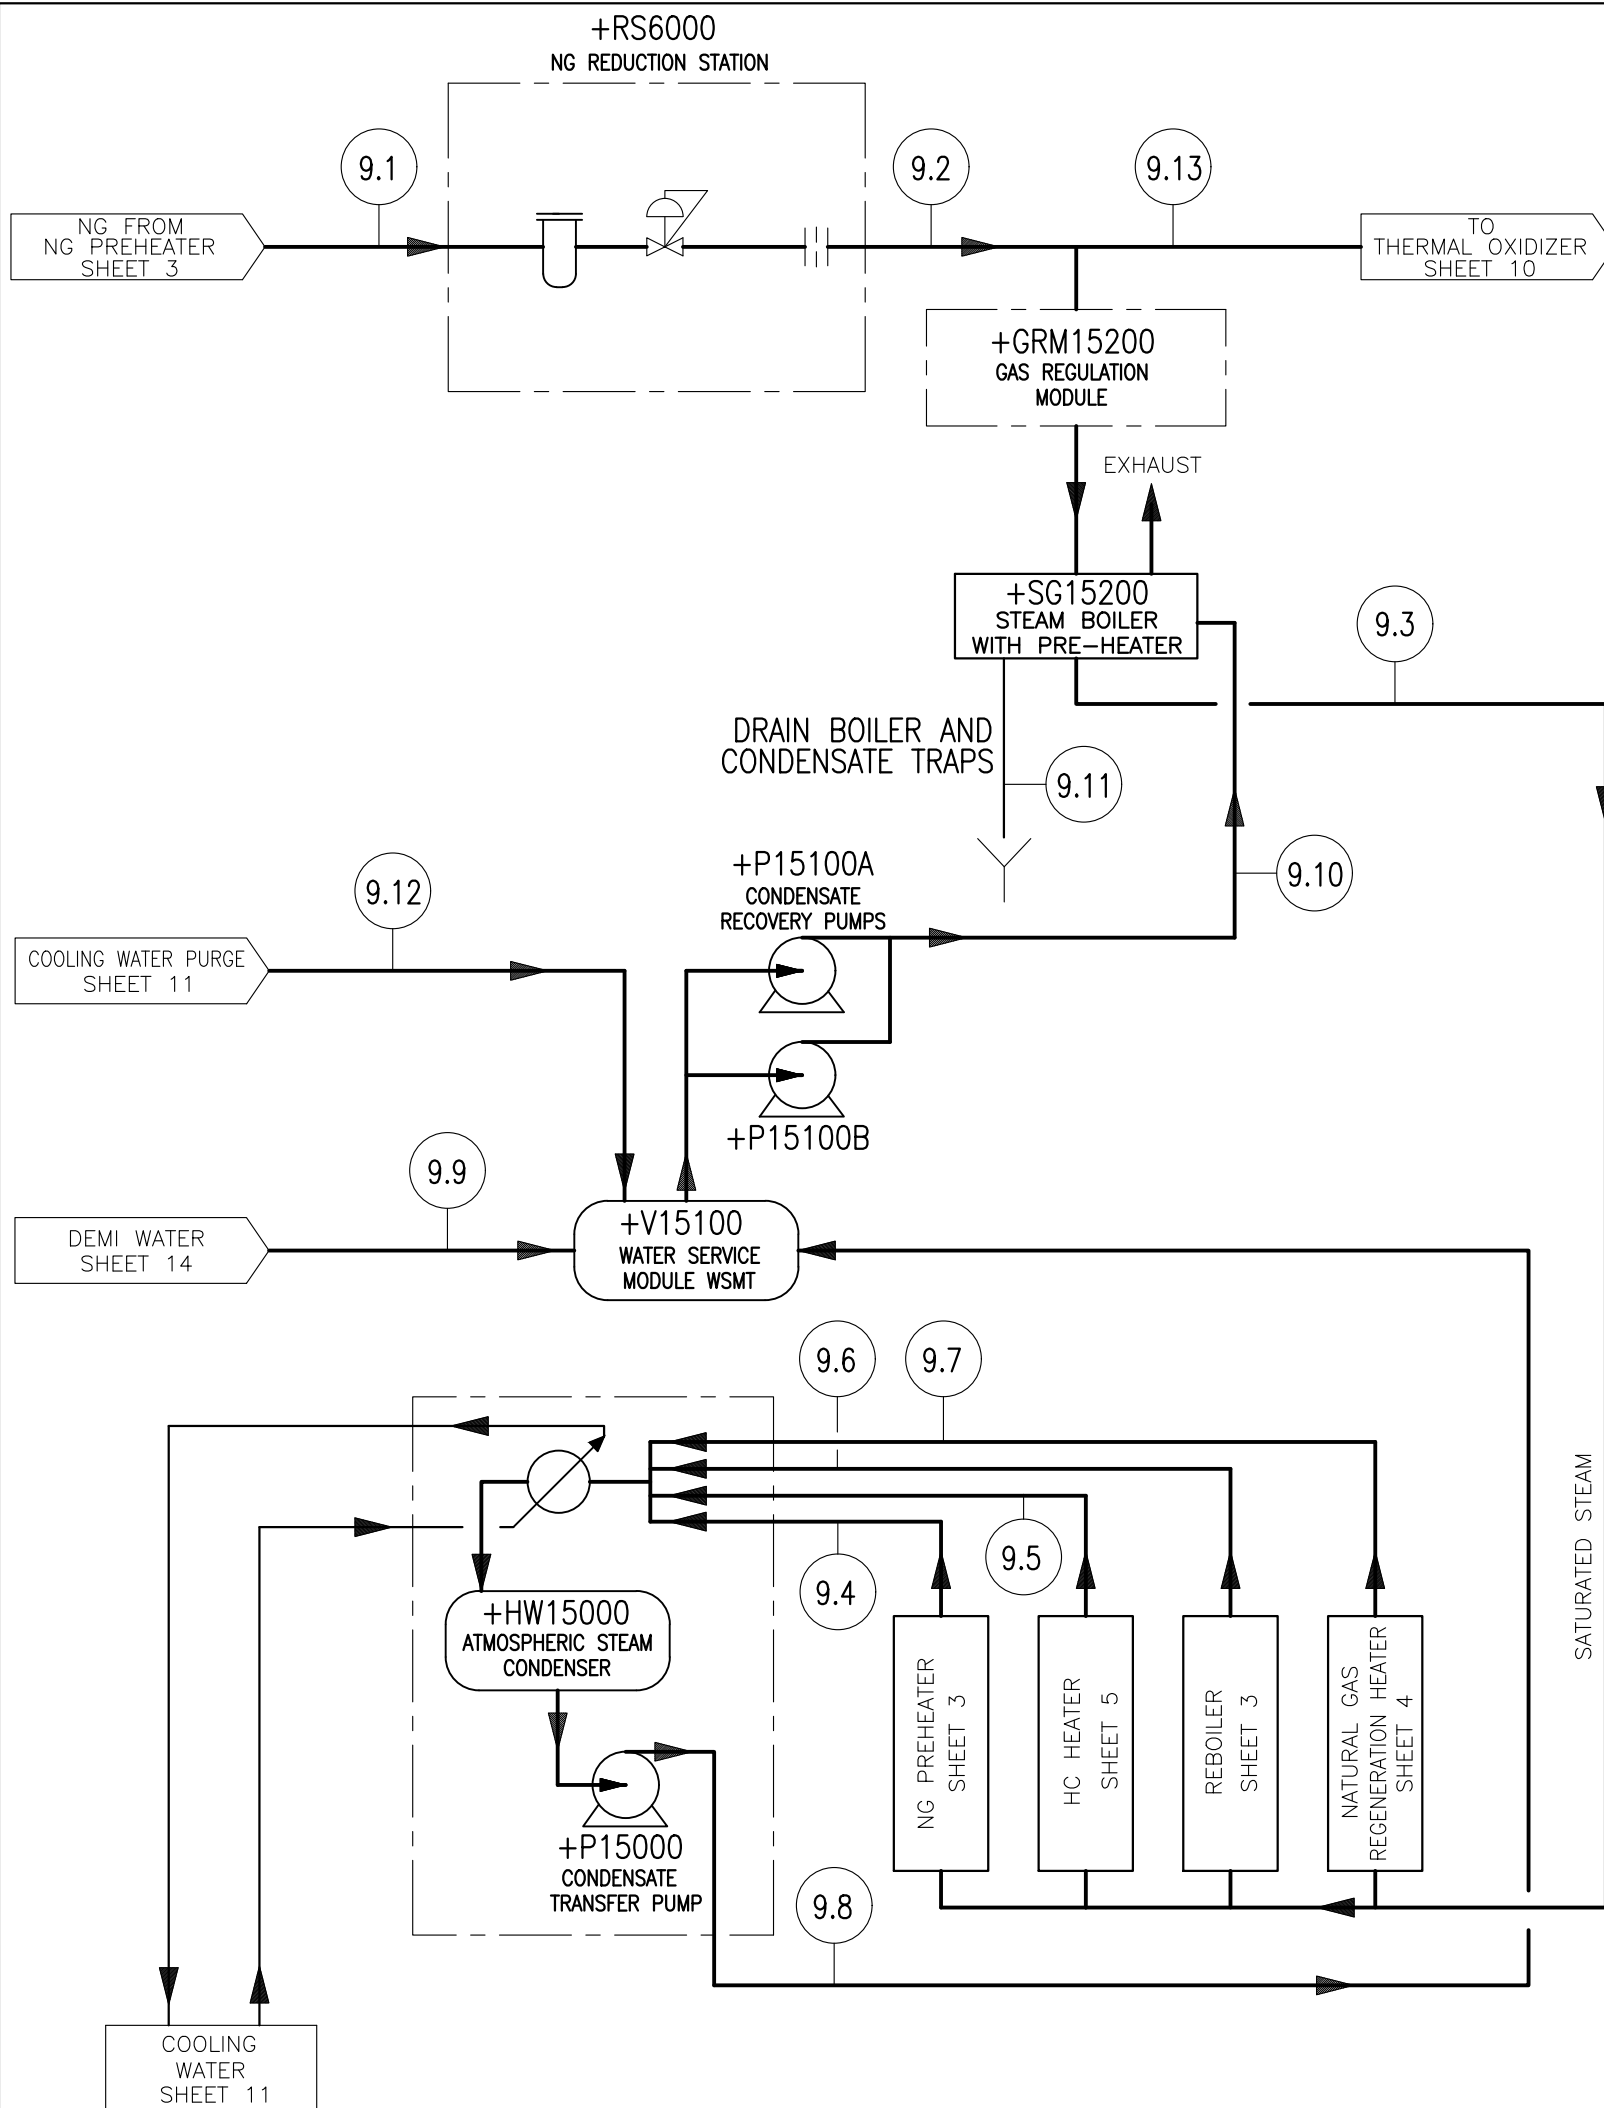 +RS6000
NG REDUCTION STATION
9.1
9.2
9.13
NG FROM
NG PREHEATER
SHEET 3
TO
THERMAL OXIDIZER
SHEET 10
+GRM15200
GAS REGULATION
MODULE
EXHAUST
+SG15200
STEAM BOILER
WITH PRE-HEATER
9.3
DRAIN BOILER AND
CONDENSATE TRAPS
9.11
+P15100A
CONDENSATE
RECOVERY PUMPS
9.10
9.12
COOLING WATER PURGE
SHEET 11
+P15100B
9.9
DEMI WATER
SHEET 14
+V15100
WATER SERVICE
MODULE WSMT
9.6
9.7
9.5
9.4
SATURATED STEAM
+HW15000
ATMOSPHERIC STEAM
CONDENSER
NG PREHEATER
SHEET 3
HC HEATER
SHEET 5
REBOILER
SHEET 3
NATURAL GAS
REGENERATION HEATER
SHEET 4
+P15000
CONDENSATE
TRANSFER PUMP
9.8
COOLING
WATER
SHEET 11